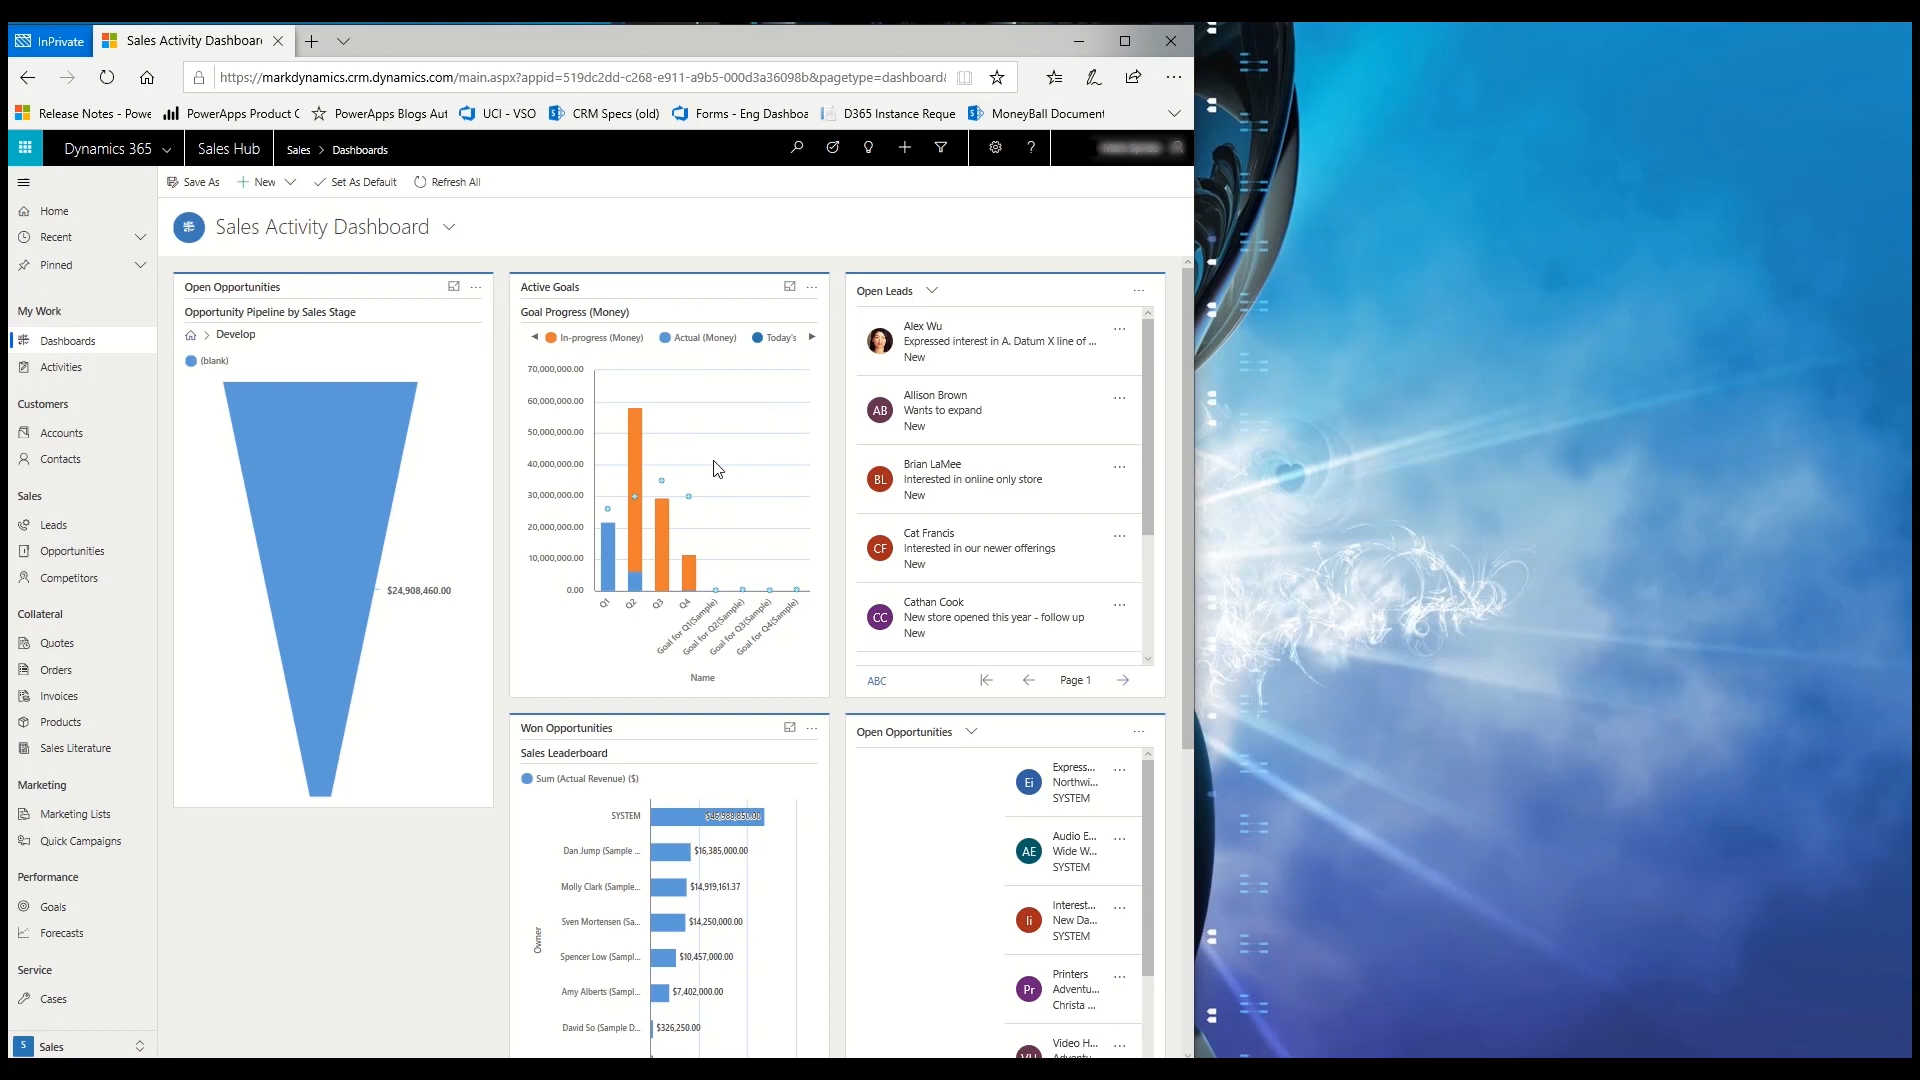 InPrivate
Sales Activity Dashboar
https://markdynamics.crm.dynamics.com/main.aspx?appid=519dc2dd-c268-e911-a9b5-000d3a36098b&pagetype=dashboard&
Release Notes - Powe
PowerApps Product C
PowerApps Blogs Aut
UCI - VSO
CRM Specs (old)
Forms - Eng Dashboa
D365 Instance Reque
MoneyBall Document
Dynamics 365
Sales Hub
Sales > Dashboards
Save As
New
Set As Default
Refresh All
Home
Recent
Pinned
My Work
Dashboards
Activities
Customers
Accounts
Contacts
Sales
Leads
Opportunities
Competitors
Collateral
Quotes
Orders
Invoices
Products
Sales Literature
Marketing
Marketing Lists
Quick Campaigns
Performance
Goals
Forecasts
Service
Cases
S Sales
Sales Activity Dashboard
Open Opportunities
Opportunity Pipeline by Sales Stage
> Develop
(blank)
$24,908,460.00
Active Goals
Goal Progress (Money)
In-progress (Money)
Actual (Money)
Today's
70,000,000.00
60,000,000.00
50,000,000.00
40,000,000.00
30,000,000.00
20,000,000.00
10,000,000.00
0.00
Q1
Q2
Q3
Q4
Goal for Q1(Sample)
Goal for Q2(Sample)
Goal for Q3(Sample)
Goal for Q4(Sample)
Name
Open Leads
Alex Wu
Expressed interest in A. Datum X line of ...
New
AB
Allison Brown
Wants to expand
New
BL
Brian LaMee
Interested in online only store
New
CF
Cat Francis
Interested in our newer offerings
New
CC
Cathan Cook
New store opened this year - follow up
New
ABC
Page 1
Won Opportunities
Sales Leaderboard
Sum (Actual Revenue) ($)
Owner
SYSTEM
Dan Jump (Sample ...
$16,385,000.00
Molly Clark (Sample...
$14,919,161.37
Sven Mortensen (Sa...
$14,250,000.00
Spencer Low (Sampl...
$10,457,000.00
Amy Alberts (Sampl...
$7,402,000.00
David So (Sample D...
$326,250.00
Open Opportunities
Ei
Express...
Northwi...
SYSTEM
AE
Audio E...
Wide W...
SYSTEM
Ii
Interest...
New Da...
SYSTEM
Pr
Printers
Adventu...
Christa ...
Video H...